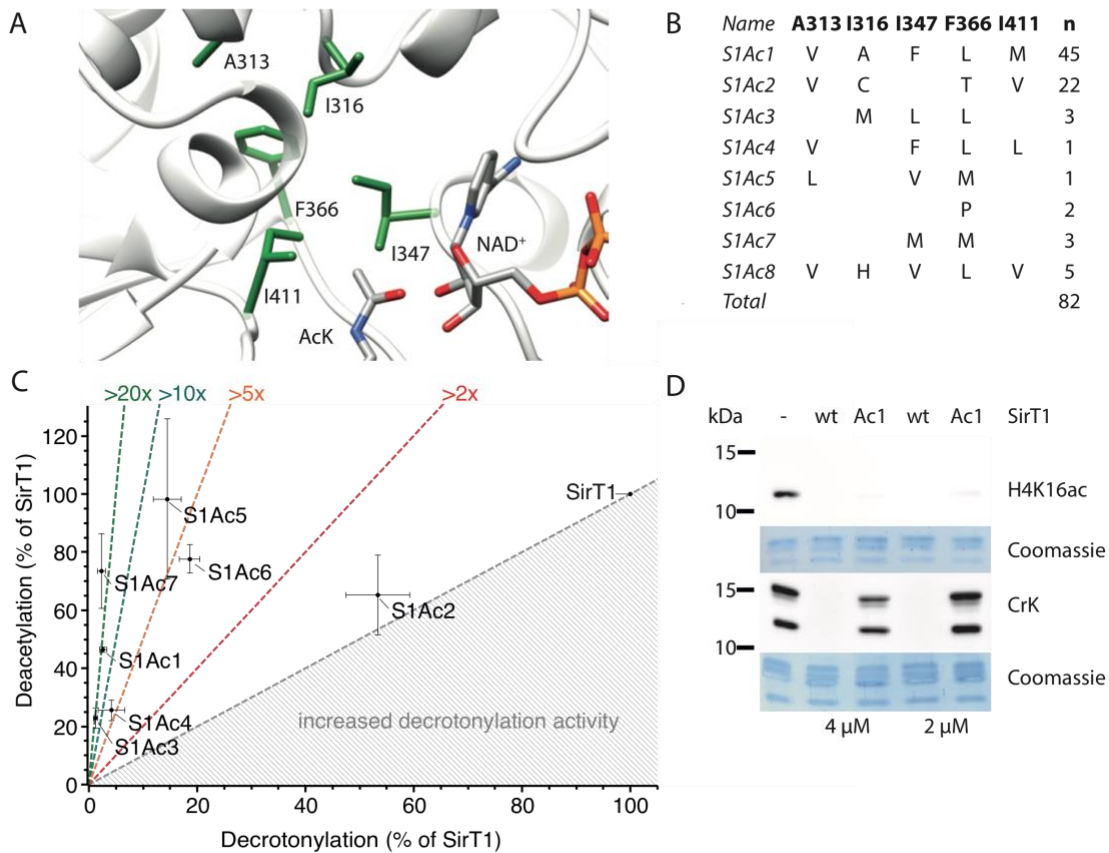 A
A313
I316
F366
I347
NAD+
I411
AcK
B
Name A313 I316 I347 F366 I411 n
S1Ac1 V A F L M 45
S1Ac2 V C T V 22
S1Ac3 M L L 3
S1Ac4 V F L L 1
S1Ac5 L V M 1
S1Ac6 P 2
S1Ac7 M M 3
S1Ac8 V H V L V 5
Total 82
C
>20x >10x >5x >2x
Deacetylation (% of SirT1)
120
100
80
60
40
20
0
SirT1
S1Ac5
S1Ac6
S1Ac7
S1Ac2
S1Ac1
S1Ac4
S1Ac3
increased decrotonylation activity
0 20 40 60 80 100
Decrotonylation (% of SirT1)
D
kDa - wt Ac1 wt Ac1 SirT1
15
H4K16ac
10
Coomassie
15
CrK
10
Coomassie
4 µM 2 µM